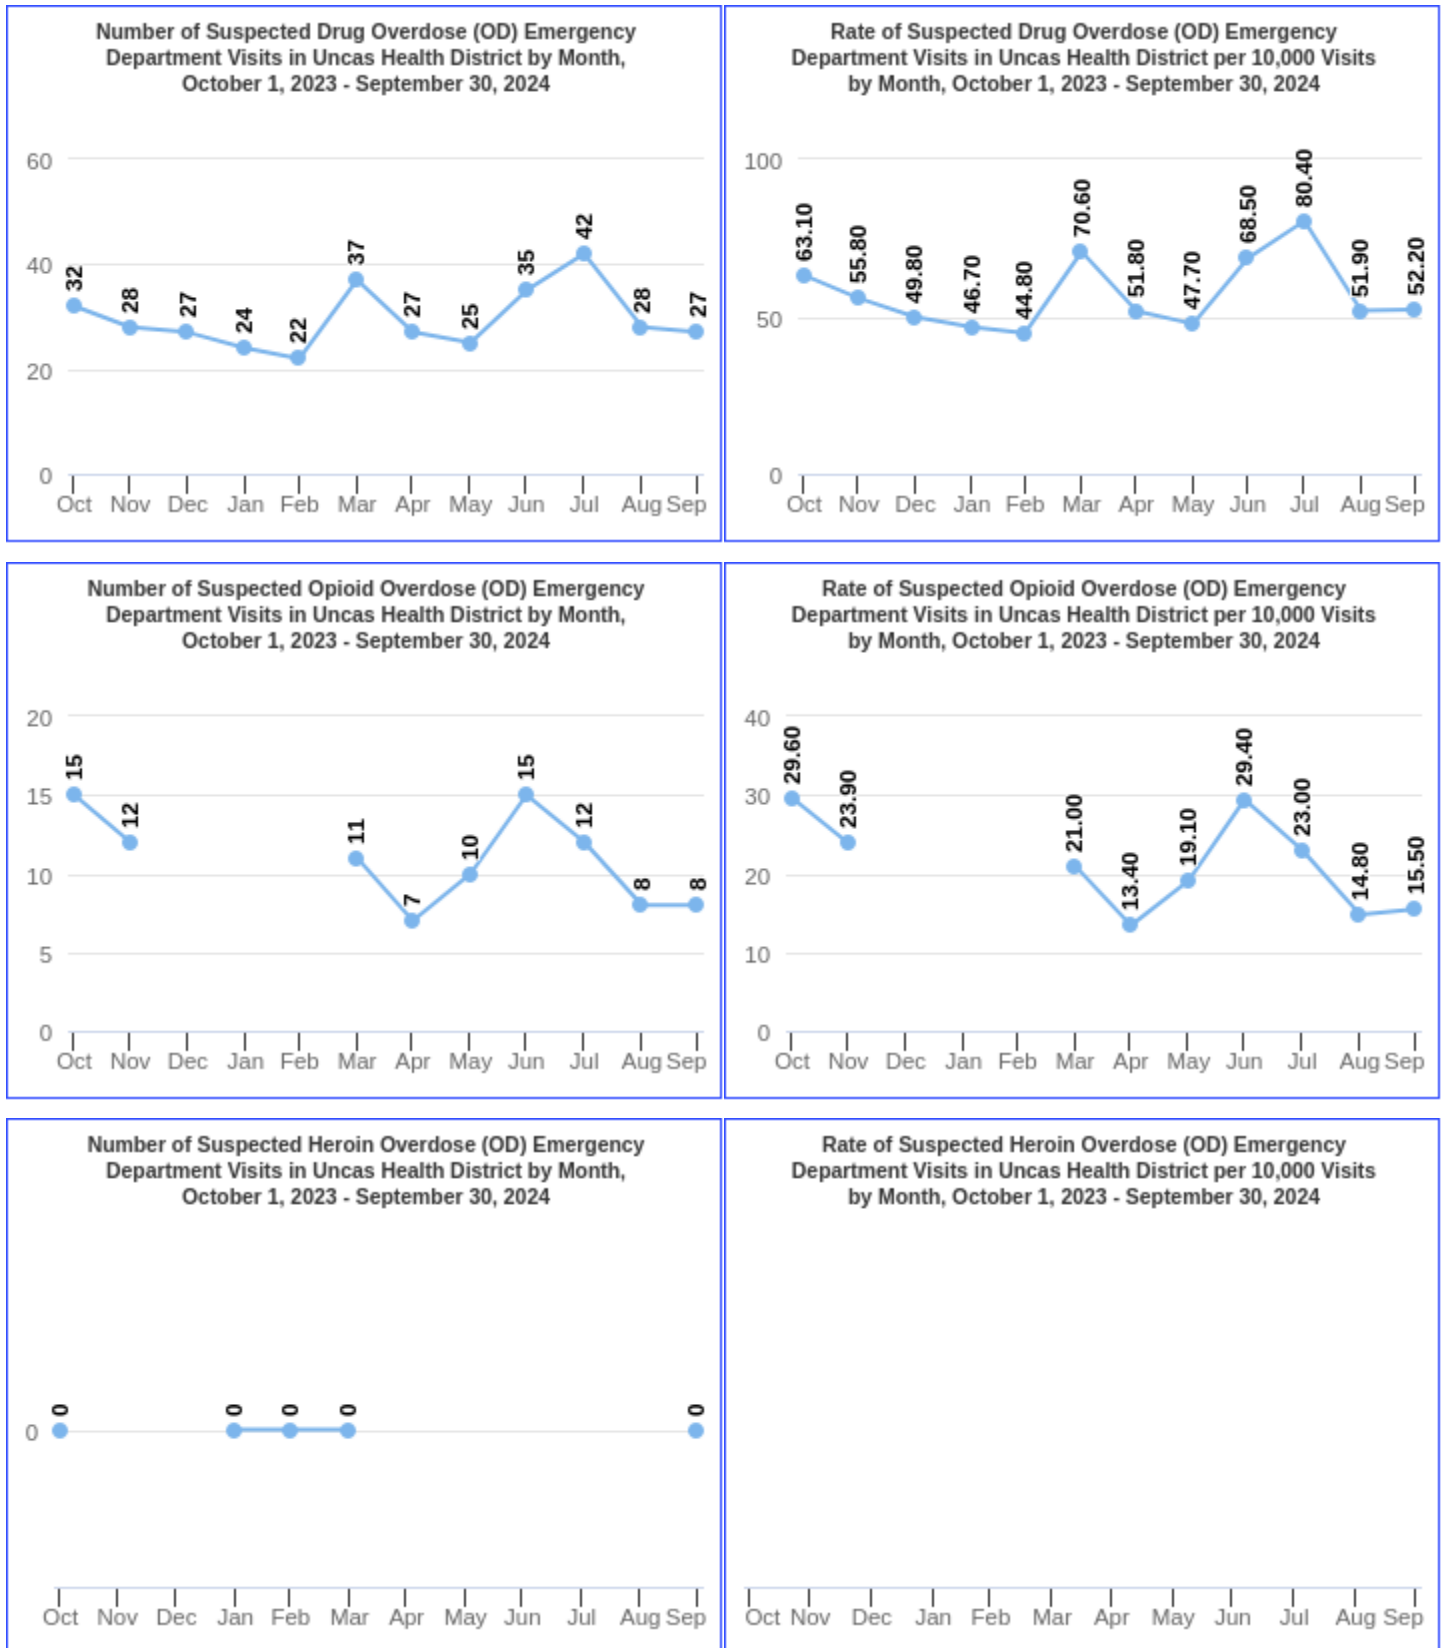 Number of Suspected Drug Overdose (OD) Emergency
Department Visits in Uncas Health District by Month,
October 1, 2023 - September 30, 2024
60
40
20
0
32
28
27
24
22
37
27
25
35
42
28
27
Oct Nov Dec Jan Feb Mar Apr May Jun Jul Aug Sep
Rate of Suspected Drug Overdose (OD) Emergency
Department Visits in Uncas Health District per 10,000 Visits
by Month, October 1, 2023 - September 30, 2024
100
50
0
63.10
55.80
49.80
46.70
44.80
70.60
51.80
47.70
68.50
80.40
51.90
52.20
Oct Nov Dec Jan Feb Mar Apr May Jun Jul Aug Sep
Number of Suspected Opioid Overdose (OD) Emergency
Department Visits in Uncas Health District by Month,
October 1, 2023 - September 30, 2024
20
15
10
5
0
15
12
11
7
10
15
12
8
8
Oct Nov Dec Jan Feb Mar Apr May Jun Jul Aug Sep
Rate of Suspected Opioid Overdose (OD) Emergency
Department Visits in Uncas Health District per 10,000 Visits
by Month, October 1, 2023 - September 30, 2024
40
30
20
10
0
29.60
23.90
21.00
13.40
19.10
29.40
23.00
14.80
15.50
Oct Nov Dec Jan Feb Mar Apr May Jun Jul Aug Sep
Number of Suspected Heroin Overdose (OD) Emergency
Department Visits in Uncas Health District by Month,
October 1, 2023 - September 30, 2024
0
0
0
0
0
0
Oct Nov Dec Jan Feb Mar Apr May Jun Jul Aug Sep
Rate of Suspected Heroin Overdose (OD) Emergency
Department Visits in Uncas Health District per 10,000 Visits
by Month, October 1, 2023 - September 30, 2024
Oct Nov Dec Jan Feb Mar Apr May Jun Jul Aug Sep